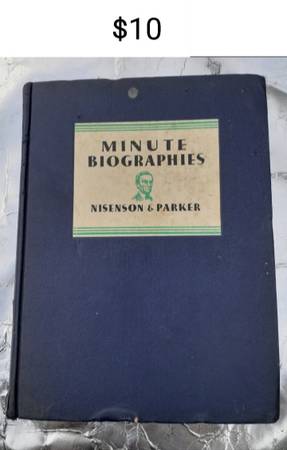 $10
MINUTE
BIOGRAPHIES
NISENSON & PARKER